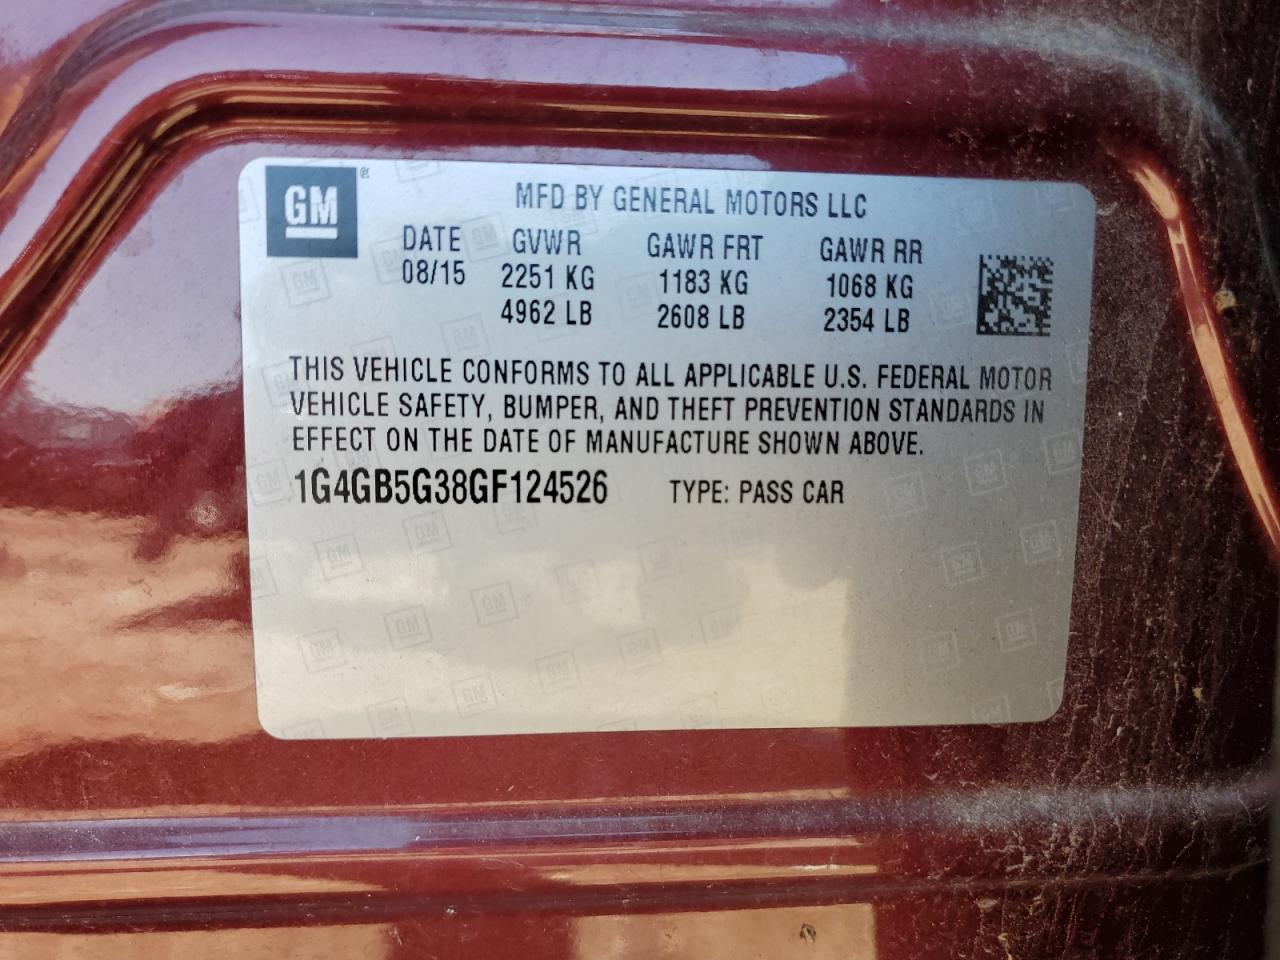 GM
MFD BY GENERAL MOTORS LLC
DATE GVWR GAWR FRT GAWR RR
08/15 2251 KG 1183 KG 1068 KG
4962 LB 2608 LB 2354 LB
THIS VEHICLE CONFORMS TO ALL APPLICABLE U.S. FEDERAL MOTOR
VEHICLE SAFETY, BUMPER, AND THEFT PREVENTION STANDARDS IN
EFFECT ON THE DATE OF MANUFACTURE SHOWN ABOVE.
1G4GB5G38GF124526 TYPE: PASS CAR